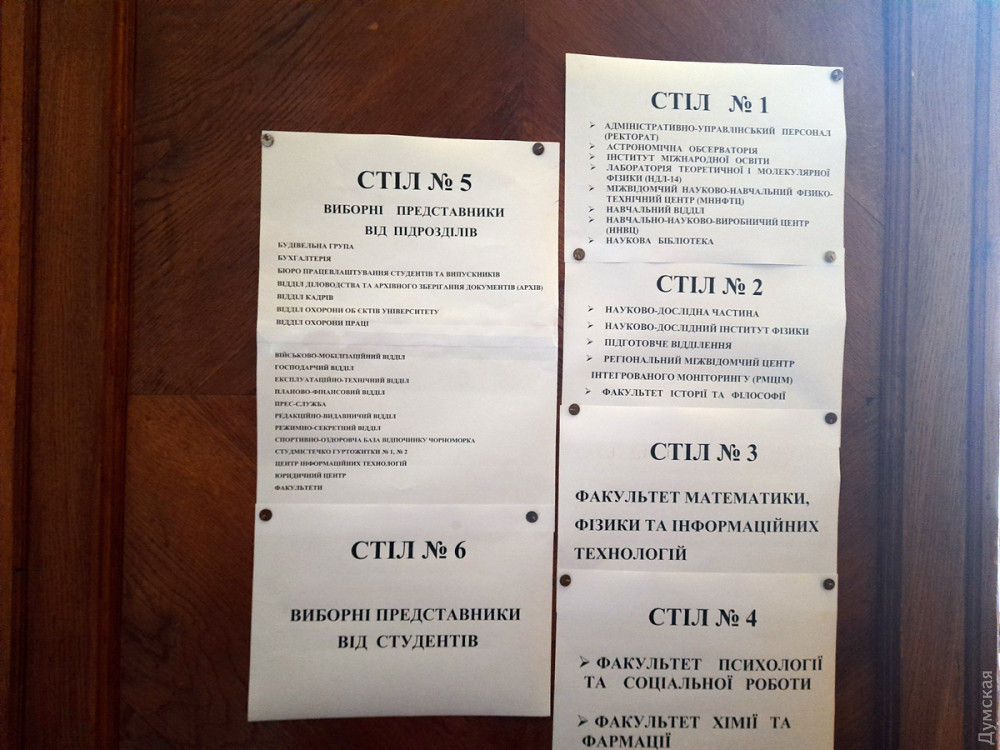 СТІЛ № 5
ВИБОРНІ ПРЕДСТАВНИКИ
ВІД ПІДРОЗДІЛІВ
БУДІВЕЛЬНА ГРУПА
БУХГАЛТЕРІЯ
БЮРО ПРАЦЕВЛАШТУВАННЯ СТУДЕНТІВ ТА ВИПУСКНИКІВ
ВІДДІЛ ДІЛОВОДСТВА ТА АРХІВНОГО ЗБЕРІГАННЯ ДОКУМЕНТІВ (АРХІВ)
ВІДДІЛ КАДРІВ
ВІДДІЛ ОХОРОНИ ОБ ЄКТІВ УНІВЕРСИТЕТУ
ВІДДІЛ ОХОРОНИ ПРАЦІ
ВІЙСЬКОВО-МОБІЛІЗАЦІЙНИЙ ВІДДІЛ
ГОСПОДАРЧИЙ ВІДДІЛ
ЕКСПЛУАТАЦІЙНО-ТЕХНІЧНИЙ ВІДДІЛ
ПЛАНОВО-ФІНАНСОВИЙ ВІДДІЛ
ПРЕС-СЛУЖБА
РЕДАКЦІЙНО-ВИДАВНИЧИЙ ВІДДІЛ
РЕЖИМНО-СЕКРЕТНИЙ ВІДДІЛ
СПОРТИВНО-ОЗДОРОВЧА БАЗА ВІДПОЧИНКУ ЧОРНОМОРКА
СТУДМІСТЕЧКО ГУРТОЖИТКИ № 1, № 2
ЦЕНТР ІНФОРМАЦІЙНИХ ТЕХНОЛОГІЙ
ЮРИДИЧНИЙ ЦЕНТР
ФАКУЛЬТЕТИ
СТІЛ № 6
ВИБОРНІ ПРЕДСТАВНИКИ
ВІД СТУДЕНТІВ
СТІЛ № 1
➢ АДМІНІСТРАТИВНО-УПРАВЛІНСЬКИЙ ПЕРСОНАЛ
(РЕКТОРАТ)
➢ АСТРОНОМІЧНА ОБСЕРВАТОРІЯ
➢ ІНСТИТУТ МІЖНАРОДНОЇ ОСВІТИ
➢ ЛАБОРАТОРІЯ ТЕОРЕТИЧНОЇ І МОЛЕКУЛЯРНОЇ
ФІЗИКИ (НДЛ-14)
➢ МІЖВІДОМЧИЙ НАУКОВО-НАВЧАЛЬНИЙ ФІЗИКО-
ТЕХНІЧНИЙ ЦЕНТР (МННФТЦ)
➢ НАВЧАЛЬНИЙ ВІДДІЛ
➢ НАВЧАЛЬНО-НАУКОВО-ВИРОБНИЧИЙ ЦЕНТР
(ННВЦ)
➢ НАУКОВА БІБЛІОТЕКА
СТІЛ № 2
➢ НАУКОВО-ДОСЛІДНА ЧАСТИНА
➢ НАУКОВО-ДОСЛІДНИЙ ІНСТИТУТ ФІЗИКИ
➢ ПІДГОТОВЧЕ ВІДДІЛЕННЯ
➢ РЕГІОНАЛЬНИЙ МІЖВІДОМЧИЙ ЦЕНТР
ІНТЕГРОВАНОГО МОНІТОРИНГУ (РМЦІМ)
➢ ФАКУЛЬТЕТ ІСТОРІЇ ТА ФІЛОСОФІЇ
СТІЛ № 3
ФАКУЛЬТЕТ МАТЕМАТИКИ,
ФІЗИКИ ТА ІНФОРМАЦІЙНИХ
ТЕХНОЛОГІЙ
СТІЛ № 4
➢ ФАКУЛЬТЕТ ПСИХОЛОГІЇ
ТА СОЦІАЛЬНОЇ РОБОТИ
➢ ФАКУЛЬТЕТ ХІМІЇ ТА
ФАРМАЦІЇ
Думская